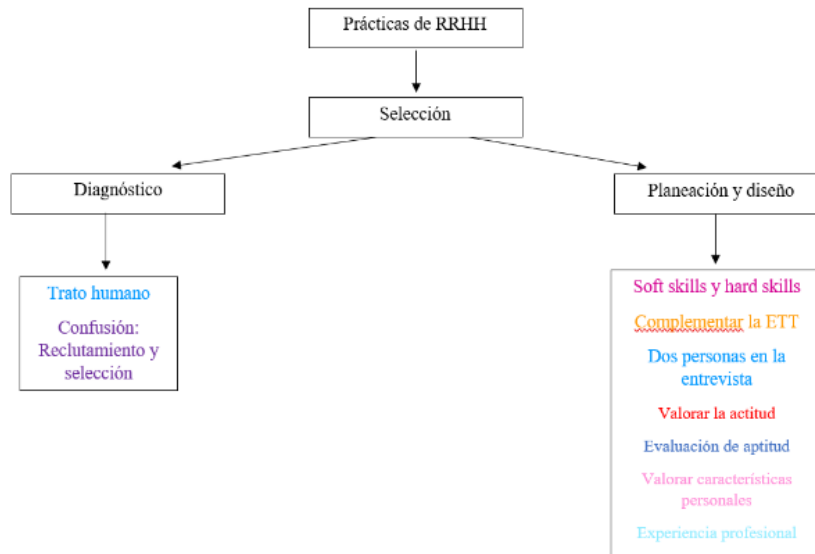 Prácticas de RRHH
Selección
Diagnóstico
Planeación y diseño
Trato humano
Confusión:
Reclutamiento y
selección
Soft skills y hard skills
Complementar la ETT
Dos personas en la
entrevista
Valorar la actitud
Evaluación de aptitud
Valorar características
personales
Experiencia profesional